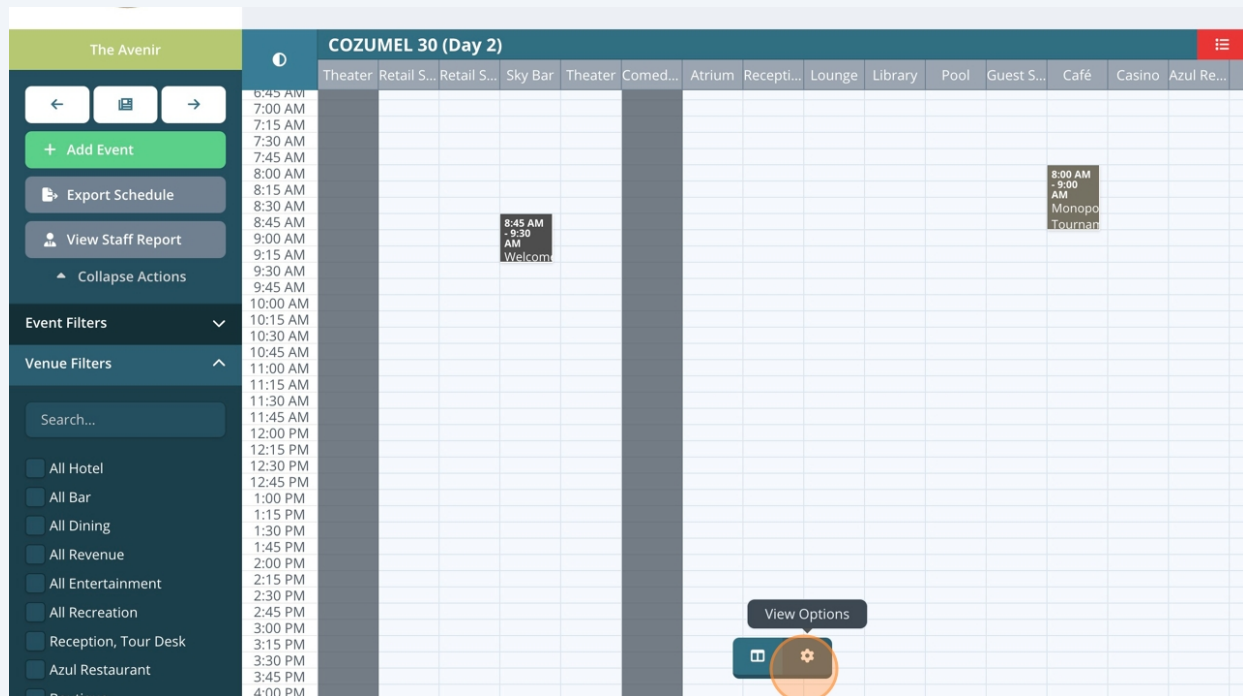 The Avenir
Add Event
Export Schedule
View Staff Report
Collapse Actions
Event Filters
Venue Filters
Search...
All Hotel
All Bar
All Dining
All Revenue
All Entertainment
All Recreation
Reception, Tour Desk
Azul Restaurant
COZUMEL 30 (Day 2)
Theater Retail S... Retail S... Sky Bar Theater Comed... Atrium Recepti... Lounge Library Pool Guest S... Café Casino Azul Re...
6:45 AM
7:00 AM
7:15 AM
7:30 AM
7:45 AM
8:00 AM
8:15 AM
8:30 AM
8:45 AM
9:00 AM
9:15 AM
9:30 AM
9:45 AM
10:00 AM
10:15 AM
10:30 AM
10:45 AM
11:00 AM
11:15 AM
11:30 AM
11:45 AM
12:00 PM
12:15 PM
12:30 PM
12:45 PM
1:00 PM
1:15 PM
1:30 PM
1:45 PM
2:00 PM
2:15 PM
2:30 PM
2:45 PM
3:00 PM
3:15 PM
3:30 PM
3:45 PM
4:00 PM
8:45 AM
- 9:30
AM
Welcome
8:00 AM
- 9:00
AM
Monopo
Tournam
View Options